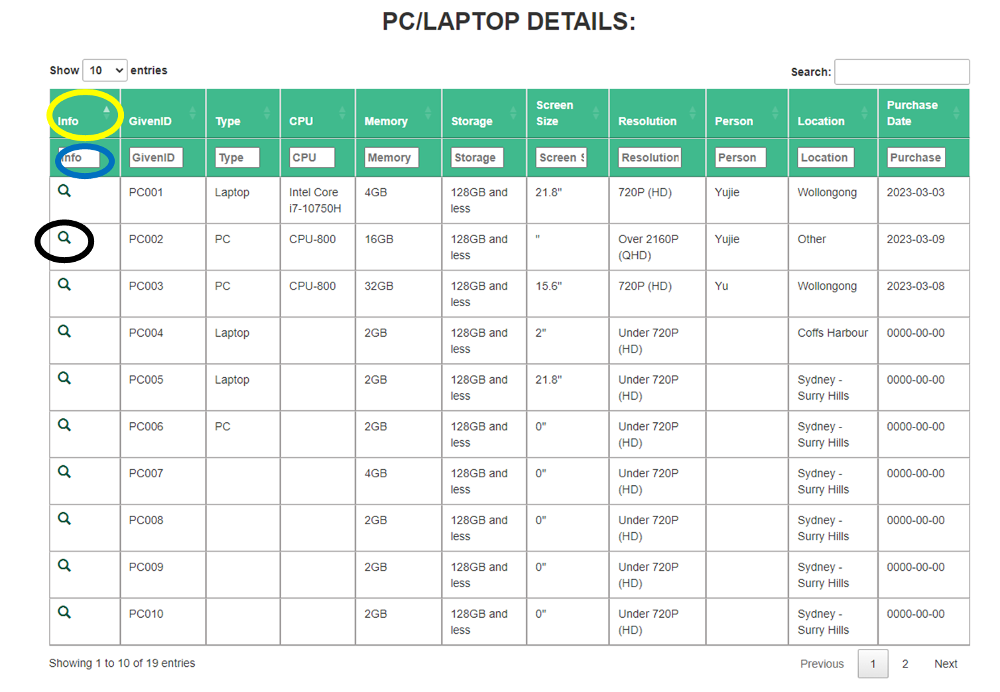 PC/LAPTOP DETAILS:
Show 10 entries
Search:
Info GivenID Type CPU Memory Storage Screen Size Resolution Person Location Purchase Date
Info GivenID Type CPU Memory Storage Screen S Resolution Person Location Purchase
PC001 Laptop Intel Core i7-10750H 4GB 128GB and less 21.8" 720P (HD) Yujie Wollongong 2023-03-03
PC002 PC CPU-800 16GB 128GB and less " Over 2160P (QHD) Yujie Other 2023-03-09
PC003 PC CPU-800 32GB 128GB and less 15.6" 720P (HD) Yu Wollongong 2023-03-08
PC004 Laptop 2GB 128GB and less 2" Under 720P (HD) Coffs Harbour 0000-00-00
PC005 Laptop 2GB 128GB and less 21.8" Under 720P (HD) Sydney - Surry Hills 0000-00-00
PC006 PC 2GB 128GB and less 0" Under 720P (HD) Sydney - Surry Hills 0000-00-00
PC007 4GB 128GB and less 0" Under 720P (HD) Sydney - Surry Hills 0000-00-00
PC008 2GB 128GB and less 0" Under 720P (HD) Sydney - Surry Hills 0000-00-00
PC009 2GB 128GB and less 0" Under 720P (HD) Sydney - Surry Hills 0000-00-00
PC010 2GB 128GB and less 0" Under 720P (HD) Sydney - Surry Hills 0000-00-00
Showing 1 to 10 of 19 entries
Previous 1 2 Next